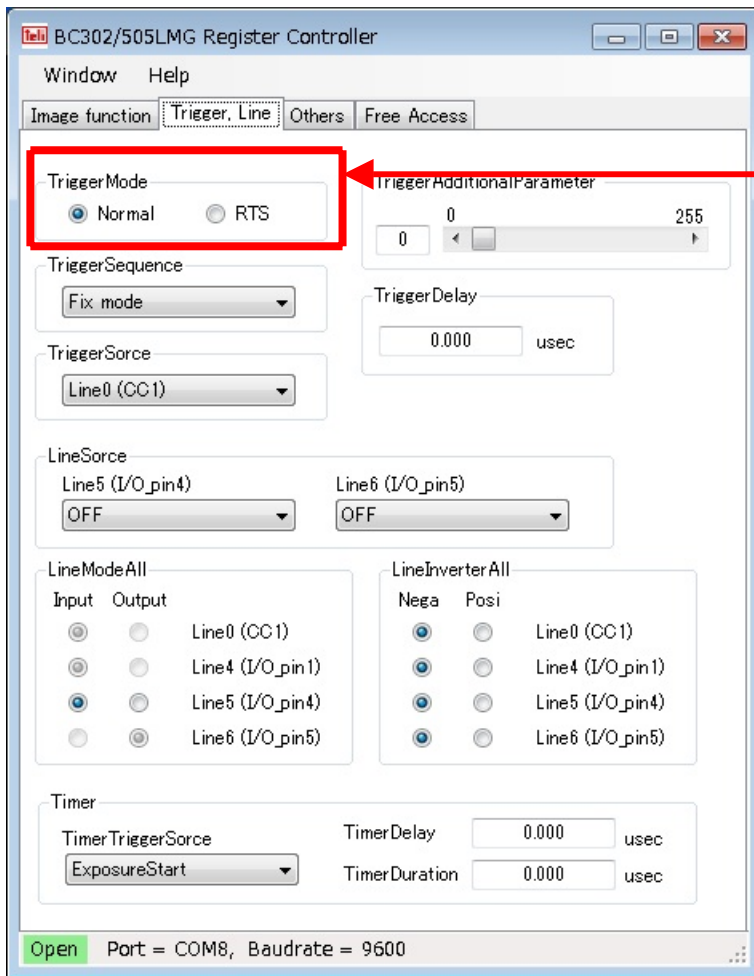 Teli BC302/505LMG Register Controller
Window Help
Image function Trigger, Line Others Free Access
TriggerMode
Normal RTS
TriggerAdditionalParameter
0 255
0
TriggerSequence
Fix mode
TriggerDelay
0.000 usec
TriggerSorce
Line0 (CC1)
LineSorce
Line5 (I/O_pin4) Line6 (I/O_pin5)
OFF OFF
LineModeAll
Input Output
Line0 (CC1)
Line4 (I/O_pin1)
Line5 (I/O_pin4)
Line6 (I/O_pin5)
LineInverterAll
Nega Posi
Line0 (CC1)
Line4 (I/O_pin1)
Line5 (I/O_pin4)
Line6 (I/O_pin5)
Timer
TimerTriggerSorce
ExposureStart
TimerDelay 0.000 usec
TimerDuration 0.000 usec
Open Port = COM8, Baudrate = 9600